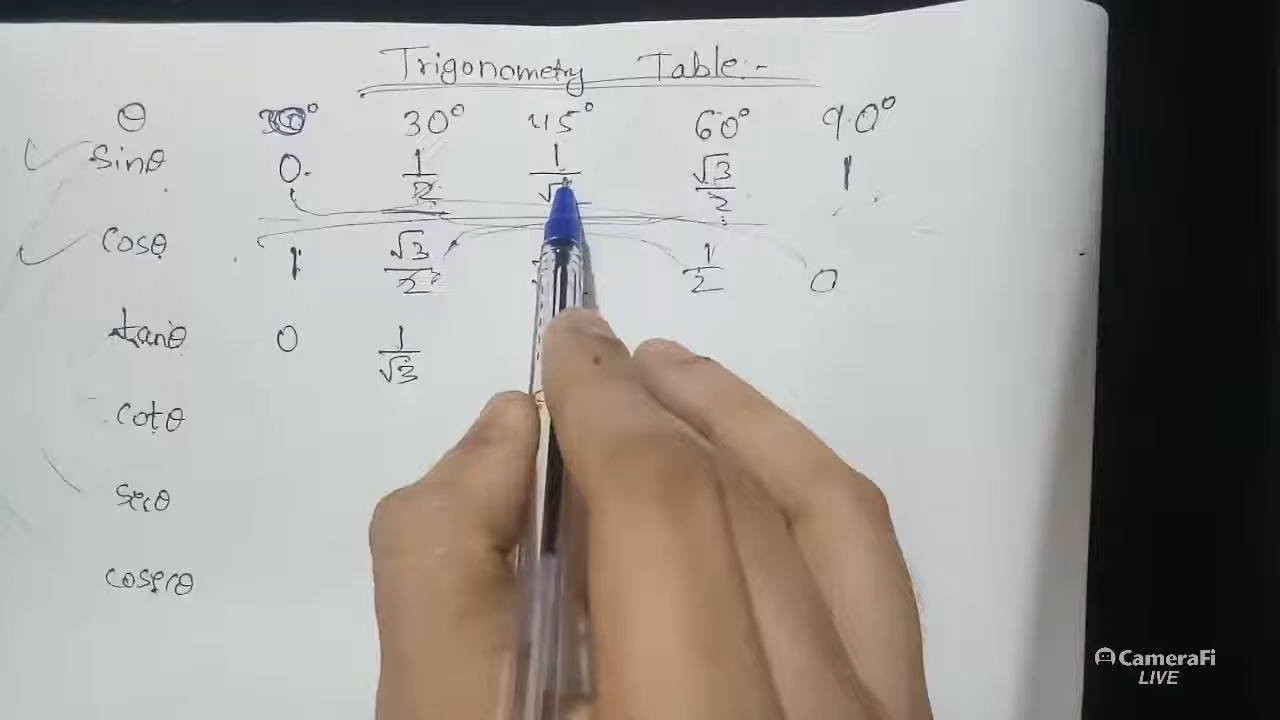 Trigonometry Table:-
θ 0° 30° 45° 60° 90°
sinθ 0 1/2 1/√ √3/2 1
cosθ 1 √3/2 1/2 0
tanθ 0 1/√3
cotθ
secθ
cosecθ
CameraFi
LIVE